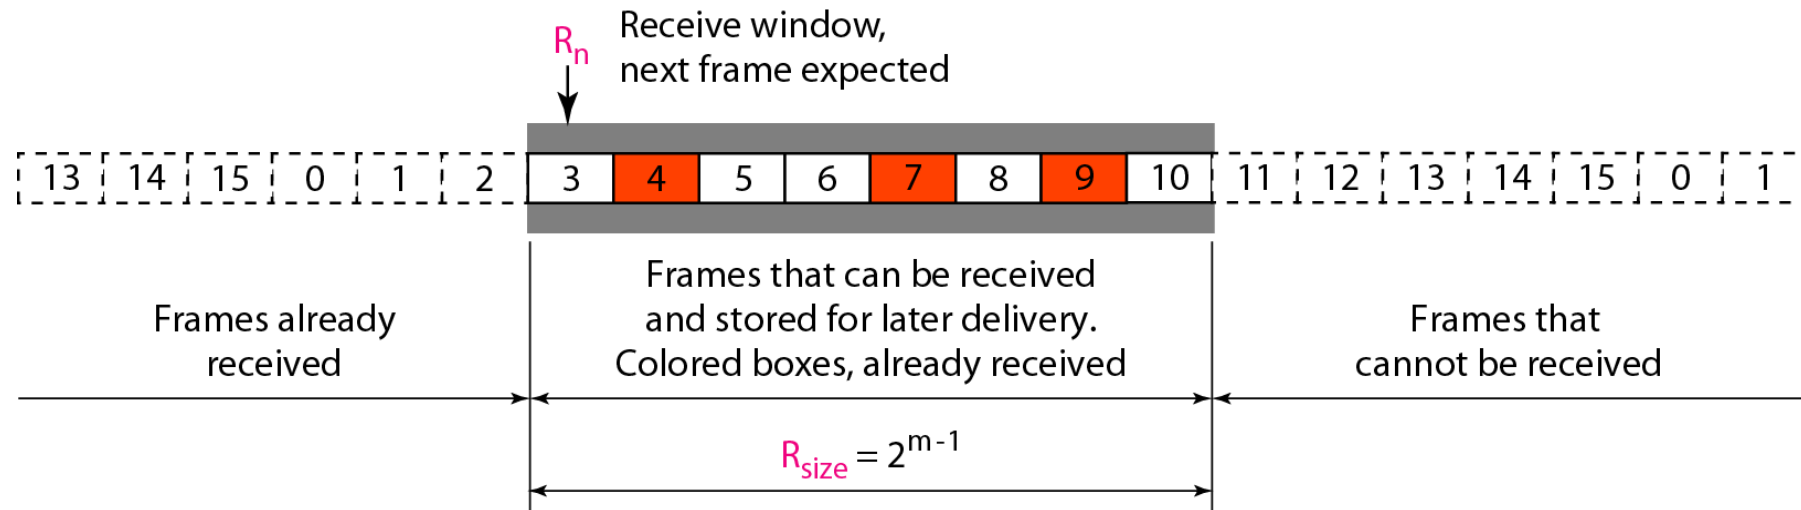 Rn Receive window,
next frame expected
13 14 15 0 1 2 3 4 5 6 7 8 9 10 11 12 13 14 15 0 1
Frames already
received
Frames that can be received
and stored for later delivery.
Colored boxes, already received
Frames that
cannot be received
Rsize = 2^m-1